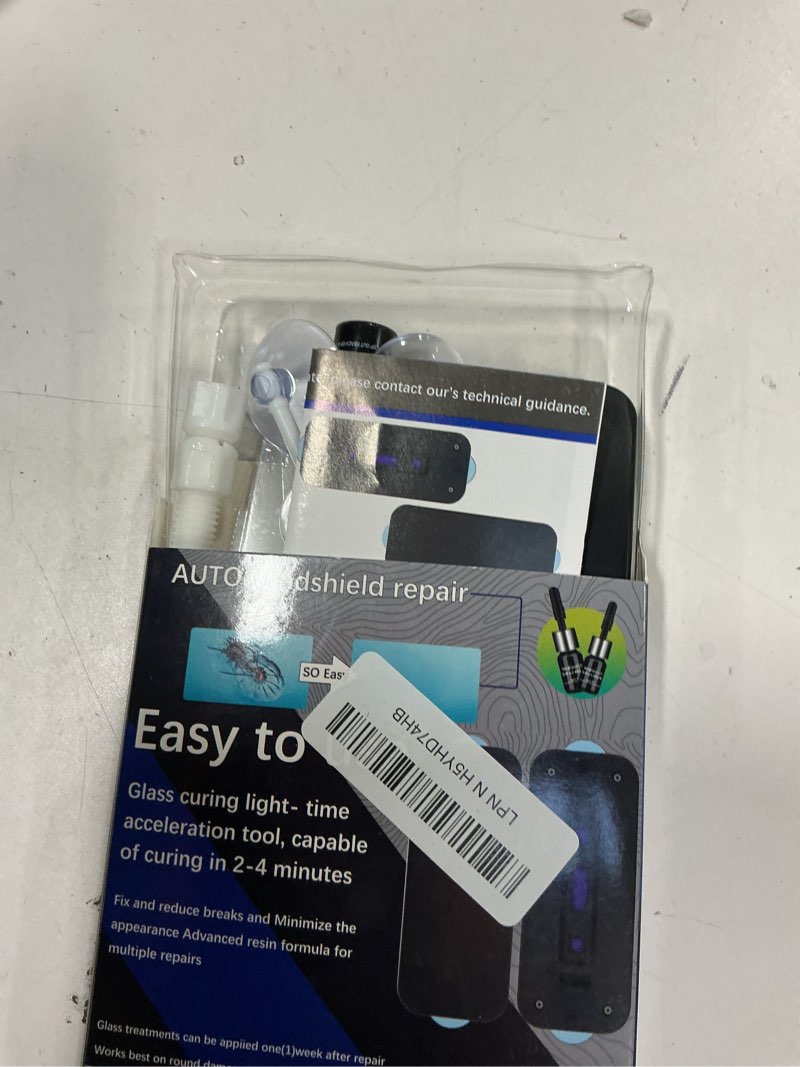 please contact our's technical guidance.
AUTO windshield repair
SO Easy
Easy to
Glass curing light- time
acceleration tool, capable
of curing in 2-4 minutes
Fix and reduce breaks and Minimize the
appearance Advanced resin formula for
multiple repairs
Glass treatments can be appiied one(1)week after repair
Works best on round
LPN N H5YHD74HB